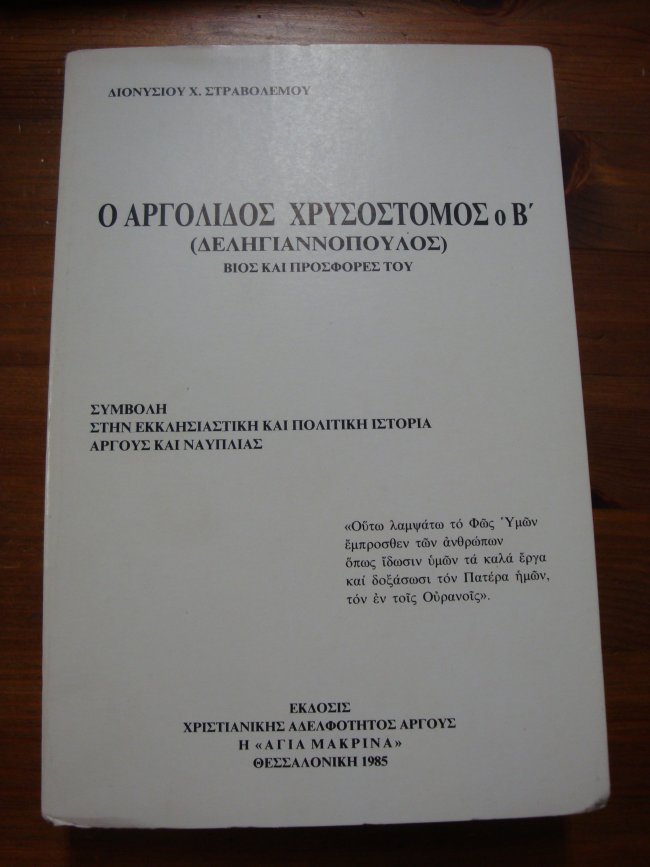 ΔΙΟΝΥΣΙΟΥ Χ. ΣΤΡΑΒΟΛΕΜΟΥ
Ο ΑΡΓΟΛΙΔΟΣ ΧΡΥΣΟΣΤΟΜΟΣ ο Β΄
(ΔΕΛΗΓΙΑΝΝΟΠΟΥΛΟΣ)
ΒΙΟΣ ΚΑΙ ΠΡΟΣΦΟΡΕΣ ΤΟΥ
ΣΥΜΒΟΛΗ
ΣΤΗΝ ΕΚΚΛΗΣΙΑΣΤΙΚΗ ΚΑΙ ΠΟΛΙΤΙΚΗ ΙΣΤΟΡΙΑ
ΑΡΓΟΥΣ ΚΑΙ ΝΑΥΠΛΙΑΣ
«Οὕτω λαμψάτω τό Φῶς Ὑμῶν
ἔμπροσθεν τῶν ἀνθρώπων
ὅπως ἴδωσιν ὑμῶν τά καλά ἔργα
καί δοξάσωσι τόν Πατέρα ἡμῶν,
τόν ἐν τοῖς Οὐρανοῖς».
ΕΚΔΟΣΙΣ
ΧΡΙΣΤΙΑΝΙΚΗΣ ΑΔΕΛΦΟΤΗΤΟΣ ΑΡΓΟΥΣ
Η «ΑΓΙΑ ΜΑΚΡΙΝΑ»
ΘΕΣΣΑΛΟΝΙΚΗ 1985